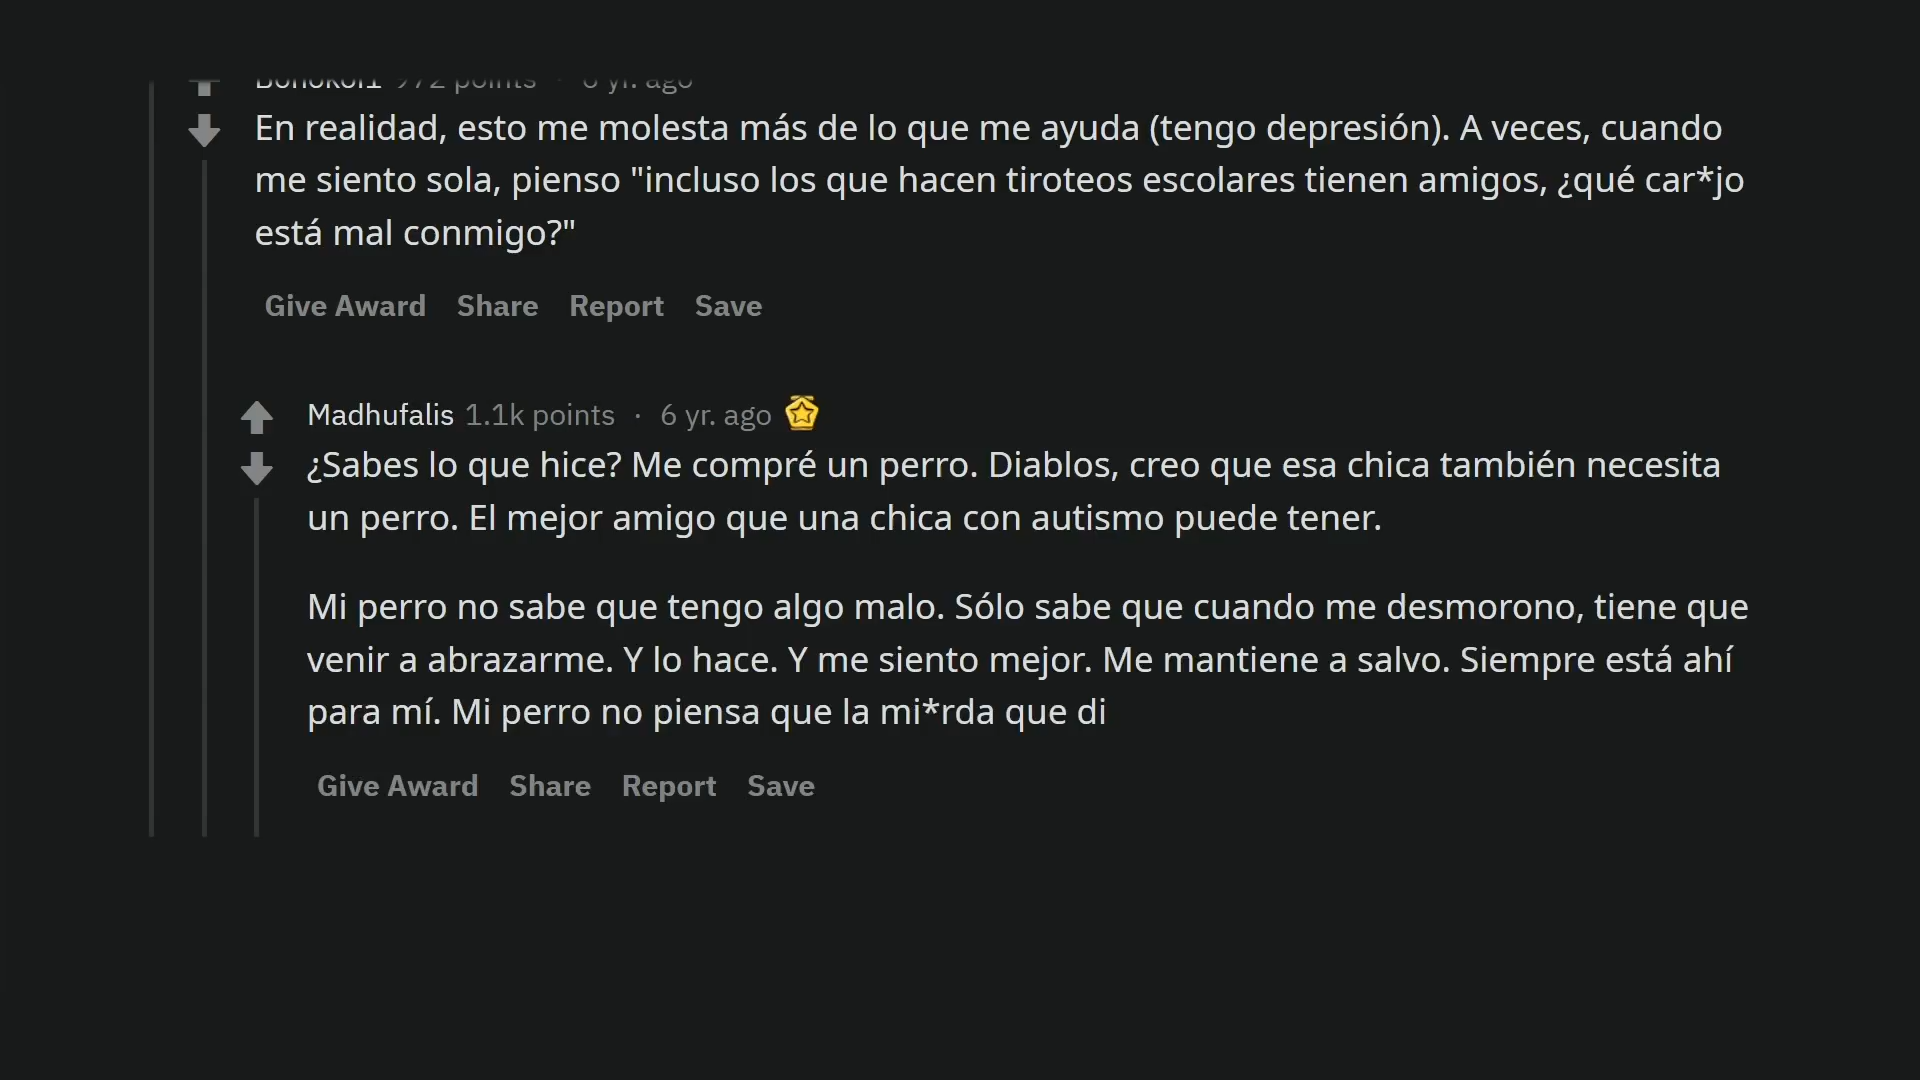 972 points · 6 yr. ago
En realidad, esto me molesta más de lo que me ayuda (tengo depresión). A veces, cuando
me siento sola, pienso "incluso los que hacen tiroteos escolares tienen amigos, ¿qué car*jo
está mal conmigo?"
Give Award Share Report Save
Madhufalis 1.1k points · 6 yr. ago
¿Sabes lo que hice? Me compré un perro. Diablos, creo que esa chica también necesita
un perro. El mejor amigo que una chica con autismo puede tener.
Mi perro no sabe que tengo algo malo. Sólo sabe que cuando me desmorono, tiene que
venir a abrazarme. Y lo hace. Y me siento mejor. Me mantiene a salvo. Siempre está ahí
para mí. Mi perro no piensa que la mi*rda que di
Give Award Share Report Save